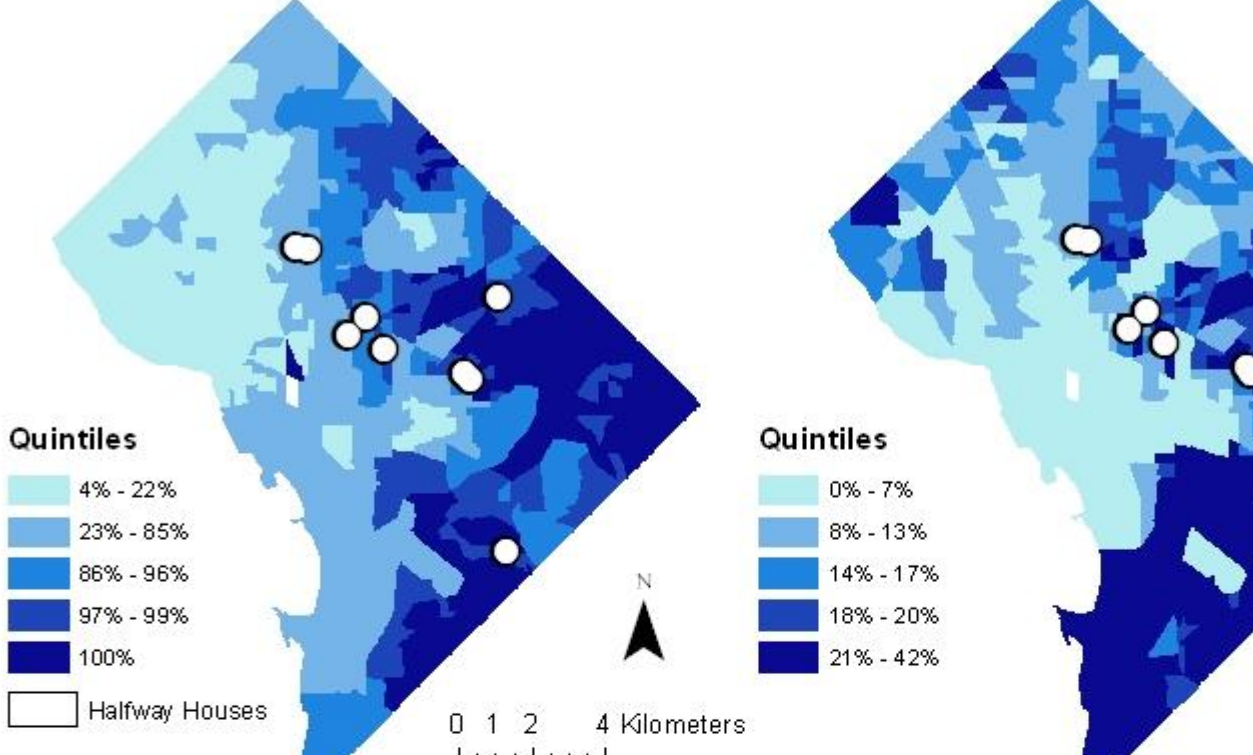 Quintiles
4% - 22%
23% - 85%
86% - 96%
97% - 99%
100%
Halfway Houses
N
0 1 2 4 Kilometers
Quintiles
0% - 7%
8% - 13%
14% - 17%
18% - 20%
21% - 42%